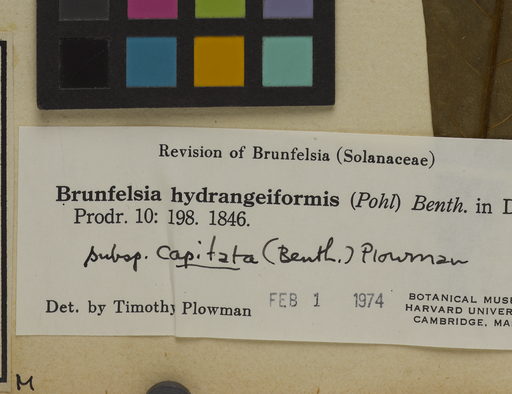 Revision of Brunfelsia (Solanaceae)
Brunfelsia hydrangeiformis (Pohl) Benth. in D
Prodr. 10: 198. 1846.
subsp. capitata (Benth.) Plowman
Det. by Timothy Plowman FEB 1 1974
BOTANICAL MUSE
HARVARD UNIVER
CAMBRIDGE, MA
M